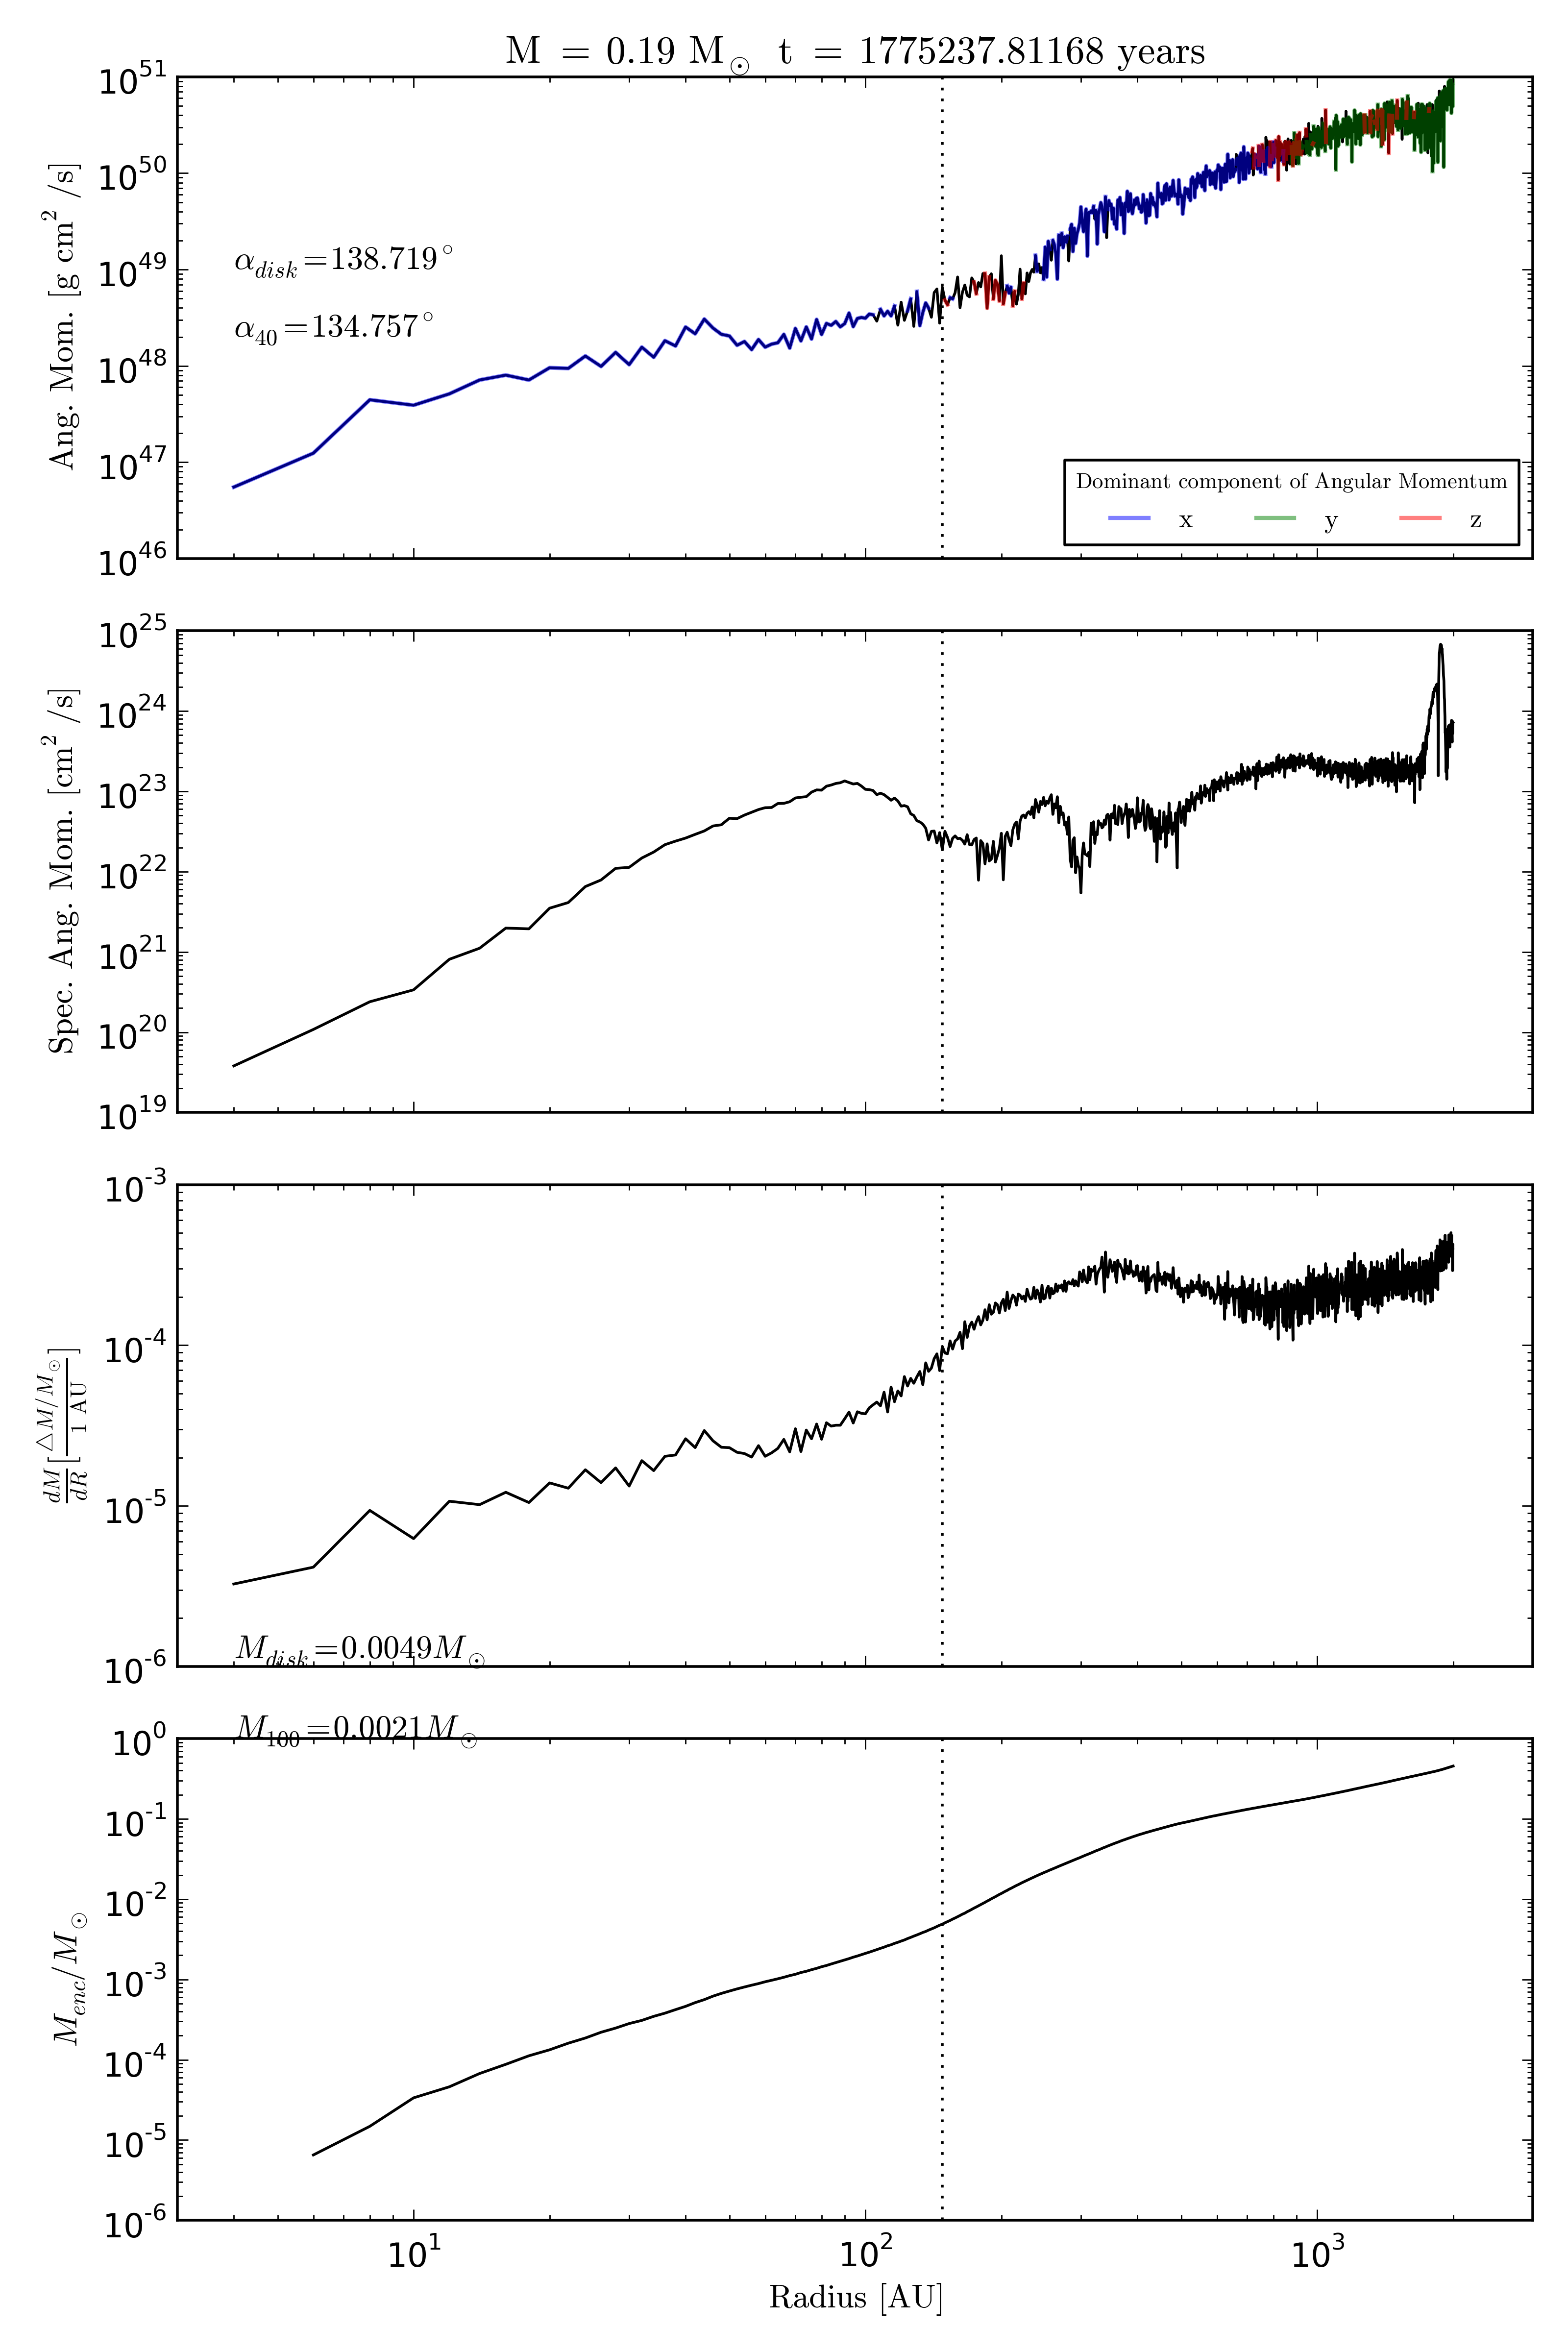 M = 0.19 M☉ t = 1775237.81168 years
10^51
10^50
10^49
10^48
10^47
10^46
Ang. Mom. [g cm^2 /s]
α_disk=138.719°
α_40=134.757°
Dominant component of Angular Momentum
x y z
10^25
10^24
10^23
10^22
10^21
10^20
10^19
Spec. Ang. Mom. [cm^2 /s]
10^-3
10^-4
10^-5
10^-6
dM/dR [△M/M☉ / 1 AU]
M_disk=0.0049M☉
M_100=0.0021M☉
10^0
10^-1
10^-2
10^-3
10^-4
10^-5
10^-6
M_enc/M☉
10^1 10^2 10^3
Radius [AU]